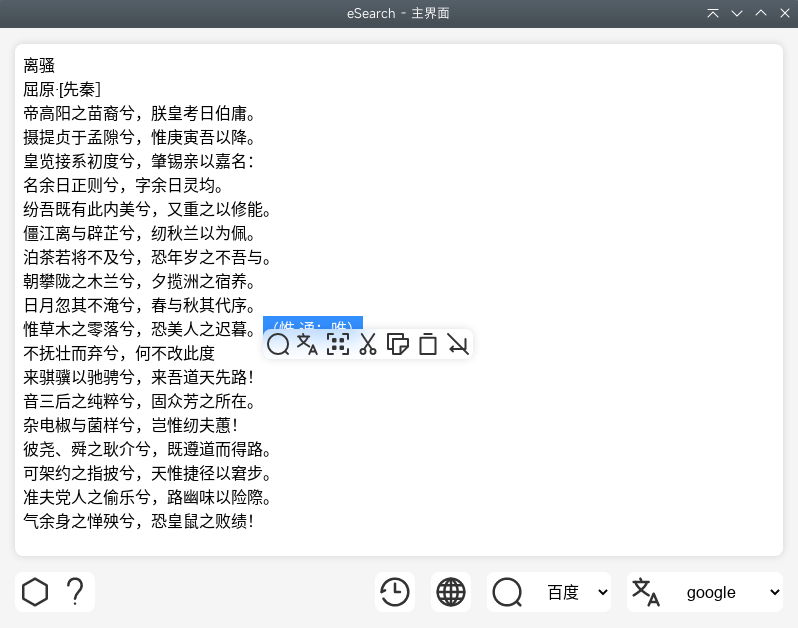 eSearch - 主界面
离骚
屈原·[先秦]
帝高阳之苗裔兮，朕皇考日伯庸。
摄提贞于孟隙兮，惟庚寅吾以降。
皇览接系初度兮，肇锡亲以嘉名：
名余日正则兮，字余日灵均。
纷吾既有此内美兮，又重之以修能。
僵江离与辟芷兮，纫秋兰以为佩。
泊茶若将不及兮，恐年岁之不吾与。
朝攀陇之木兰兮，夕揽洲之宿养。
日月忽其不淹兮，春与秋其代序。
惟草木之零落兮，恐美人之迟暮。（惟 通：唯）
不抚壮而弃兮，何不改此度
来骐骥以驰骋兮，来吾道天先路！
音三后之纯粹兮，固众芳之所在。
杂电椒与菌样兮，岂惟纫夫蕙！
彼尧、舜之耿介兮，既遵道而得路。
可架约之指披兮，天惟捷径以窘步。
准夫党人之偷乐兮，路幽味以险隘。
气余身之惮殃兮，恐皇鼠之败绩！
百度
google